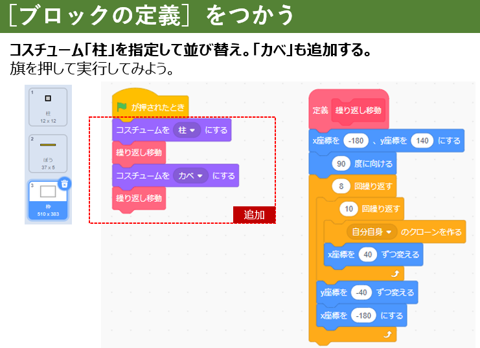 ［ブロックの定義］をつかう
コスチューム「柱」を指定して並び替え。「カベ」も追加する。
旗を押して実行してみよう。
1
柱
12 x 12
2
ぼう
37 x 6
3
枠
510 x 383
が押されたとき
コスチュームを 柱 にする
繰り返し移動
コスチュームを カベ にする
繰り返し移動
追加
定義 繰り返し移動
x座標を -180 、y座標を 140 にする
90 度に向ける
8 回繰り返す
10 回繰り返す
自分自身 のクローンを作る
x座標を 40 ずつ変える
y座標を -40 ずつ変える
x座標を -180 にする